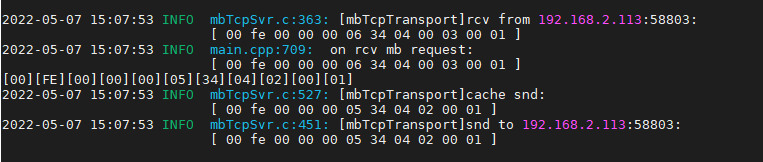 2022-05-07 15:07:53 INFO  mbTcpSvr.c:363: [mbTcpTransport]rcv from 192.168.2.113:58803:
[ 00 fe 00 00 00 06 34 04 00 03 00 01 ]
2022-05-07 15:07:53 INFO  main.cpp:709:  on rcv mb request:
[ 00 fe 00 00 00 06 34 04 00 03 00 01 ]
[00][FE][00][00][00][05][34][04][02][00][01]
2022-05-07 15:07:53 INFO  mbTcpSvr.c:527: [mbTcpTransport]cache snd:
[ 00 fe 00 00 00 05 34 04 02 00 01 ]
2022-05-07 15:07:53 INFO  mbTcpSvr.c:451: [mbTcpTransport]snd to 192.168.2.113:58803:
[ 00 fe 00 00 00 05 34 04 02 00 01 ]